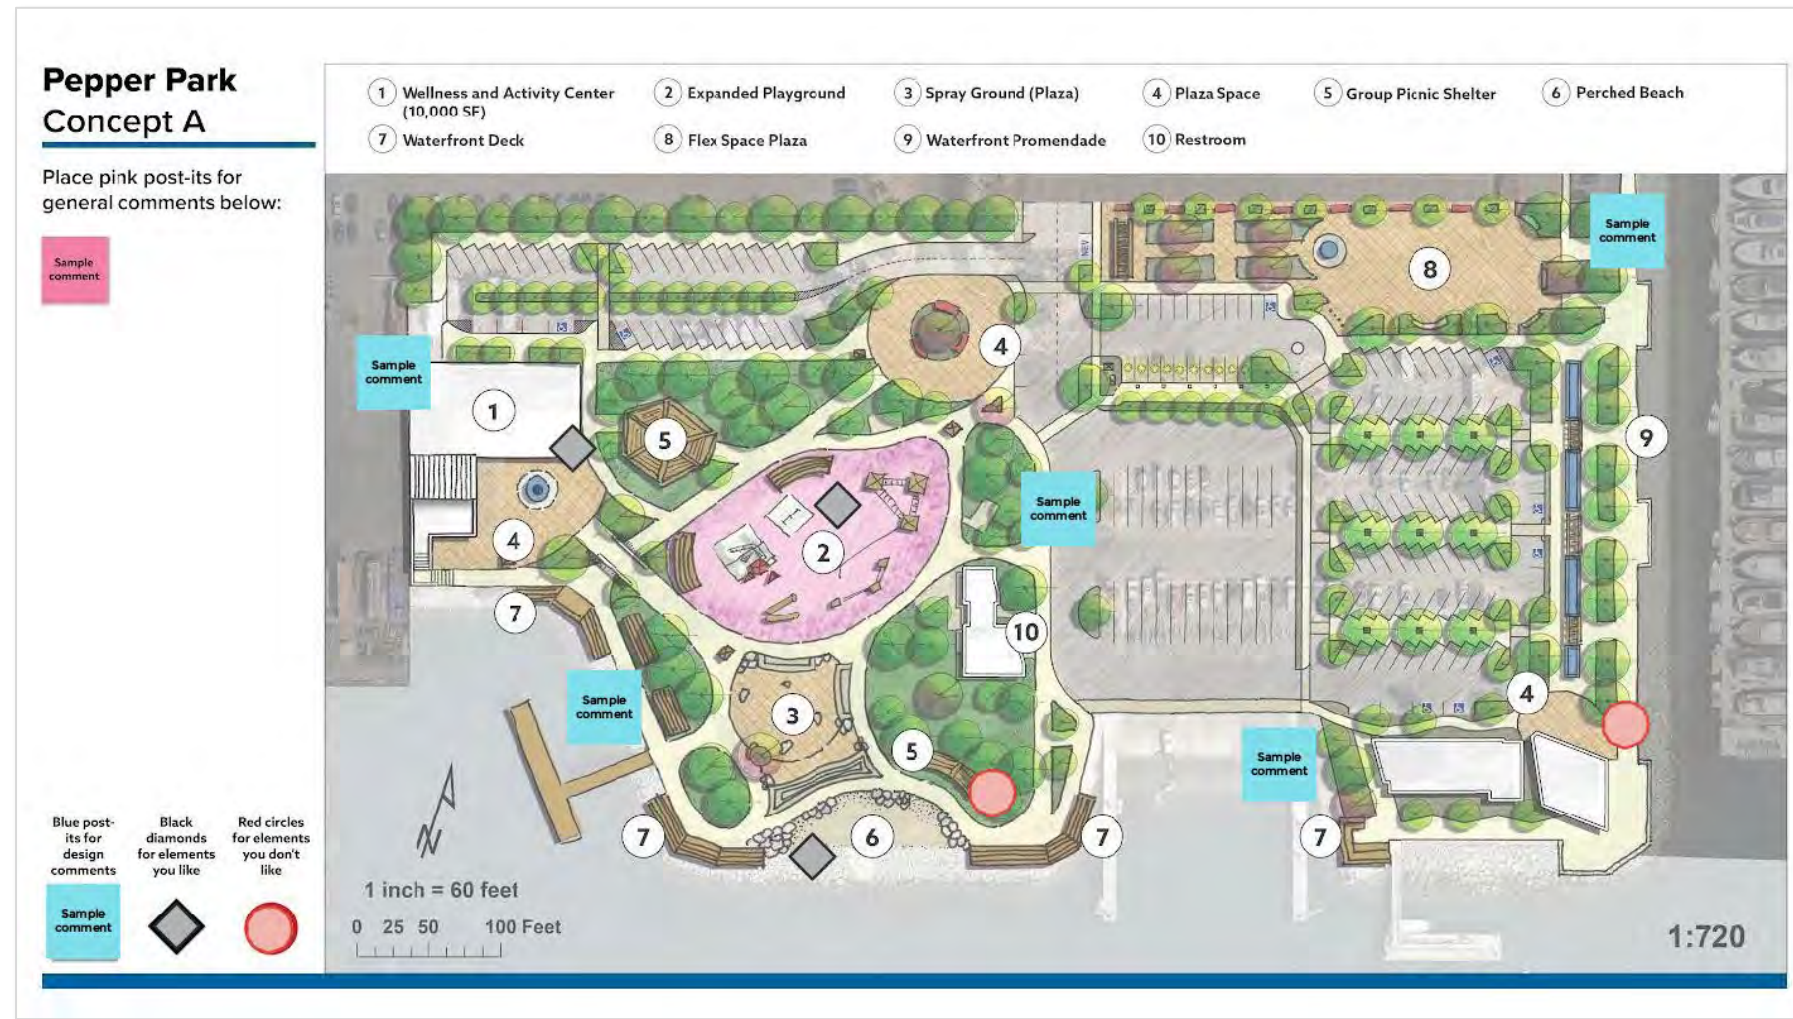 Pepper Park
Concept A
Place pink post-its for
general comments below:
Sample
comment
1 Wellness and Activity Center
(10,000 SF)
2 Expanded Playground
3 Spray Ground (Plaza)
4 Plaza Space
5 Group Picnic Shelter
6 Perched Beach
7 Waterfront Deck
8 Flex Space Plaza
9 Waterfront Promendade
10 Restroom
Sample
comment
8
4
Sample
comment
1
5
9
Sample
comment
2
4
7
10
Sample
comment
3
4
5
Sample
comment
7
6
7
7
1 inch = 60 feet
0 25 50 100 Feet
1:720
Blue post-
its for
design
comments
Sample
comment
Black
diamonds
for elements
you like
Red circles
for elements
you don't
like